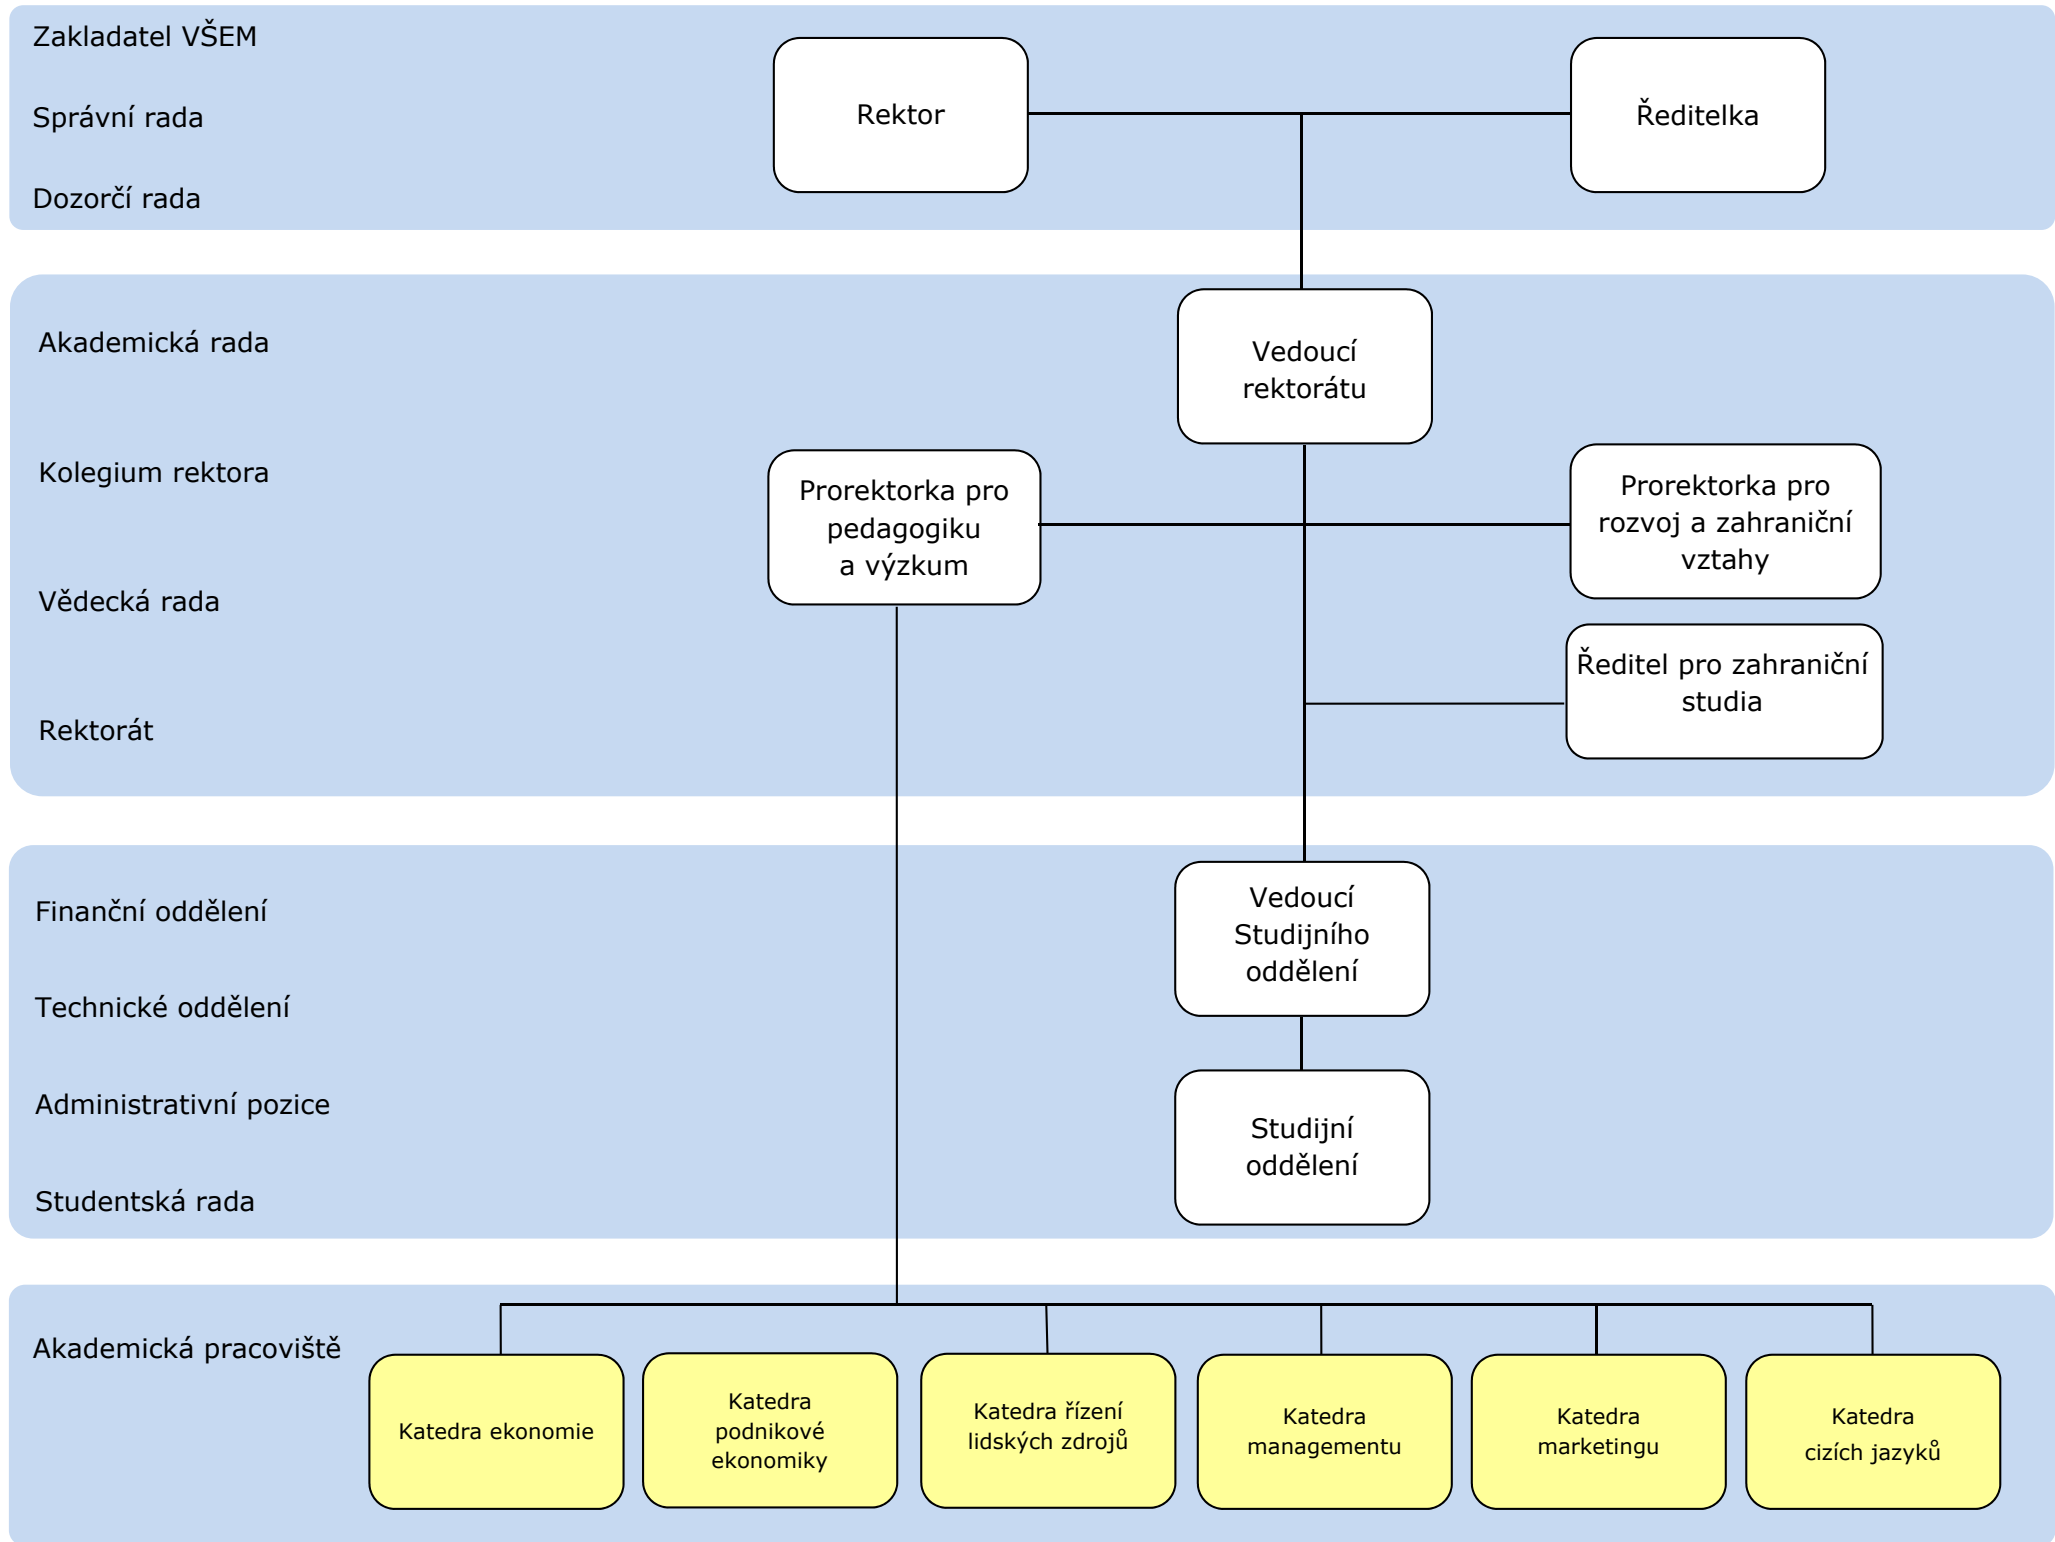 Zakladatel VŠEM
Správní rada
Dozorčí rada
Rektor
Ředitelka
Akademická rada
Kolegium rektora
Vědecká rada
Rektorát
Vedoucí
rektorátu
Prorektorka pro
pedagogiku
a výzkum
Prorektorka pro
rozvoj a zahraniční
vztahy
Ředitel pro zahraniční
studia
Finanční oddělení
Technické oddělení
Administrativní pozice
Studentská rada
Vedoucí
Studijního
oddělení
Studijní
oddělení
Akademická pracoviště
Katedra ekonomie
Katedra
podnikové
ekonomiky
Katedra řízení
lidských zdrojů
Katedra
managementu
Katedra
marketingu
Katedra
cizích jazyků